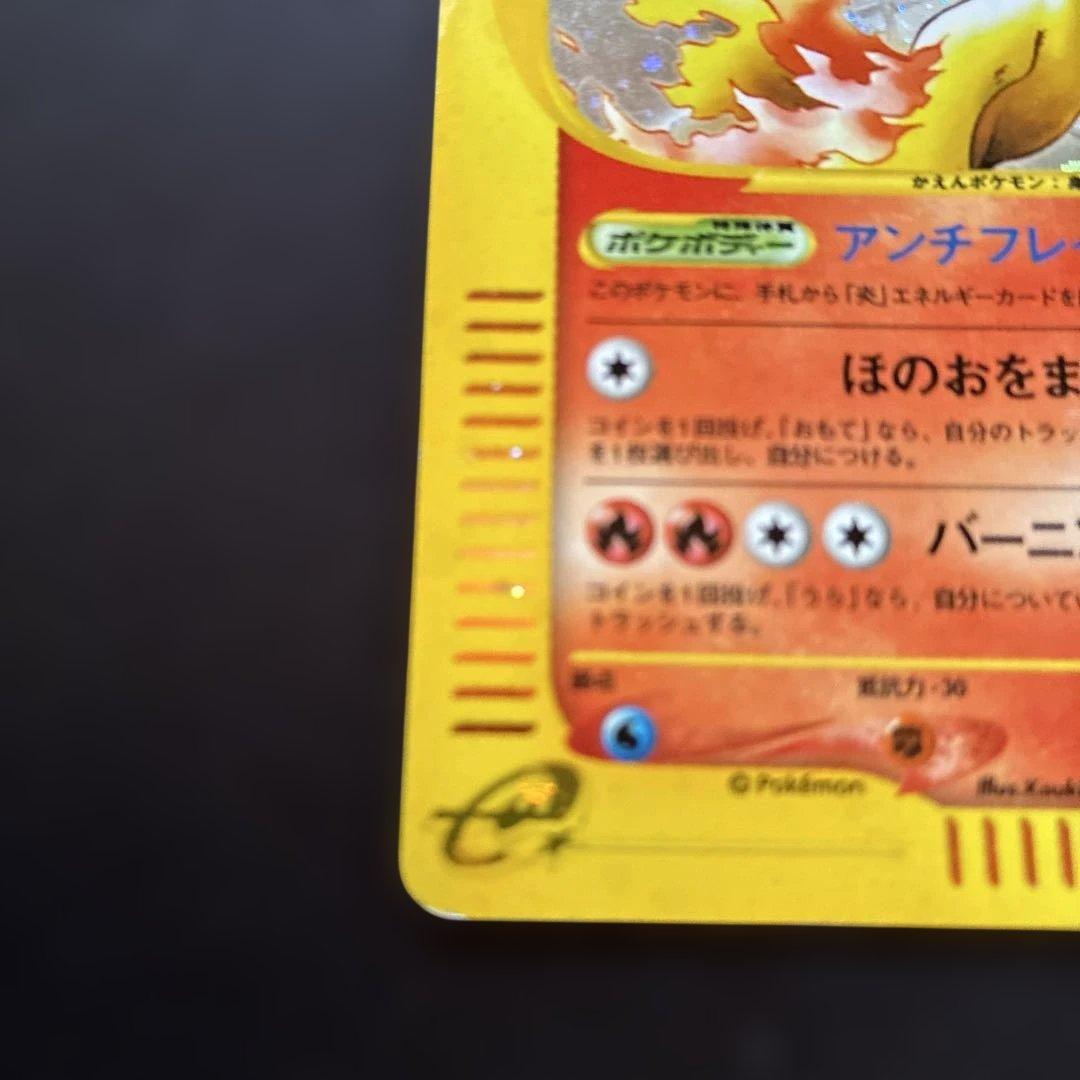 かえんポケモン：
ポケボディー
アンチフレ
このポケモンに、手札から「炎」エネルギーカードを
ほのおをま
コインを1回投げ、「おもて」なら、自分のトラッ
を1枚選び出し、自分につける。
バーニ
コインを1回投げ、「うら」なら、自分についてい
トラッシュする。
抵抗力 -30
© Pokémon
Illus.Kouki